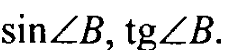 sin∠B, tg∠B.